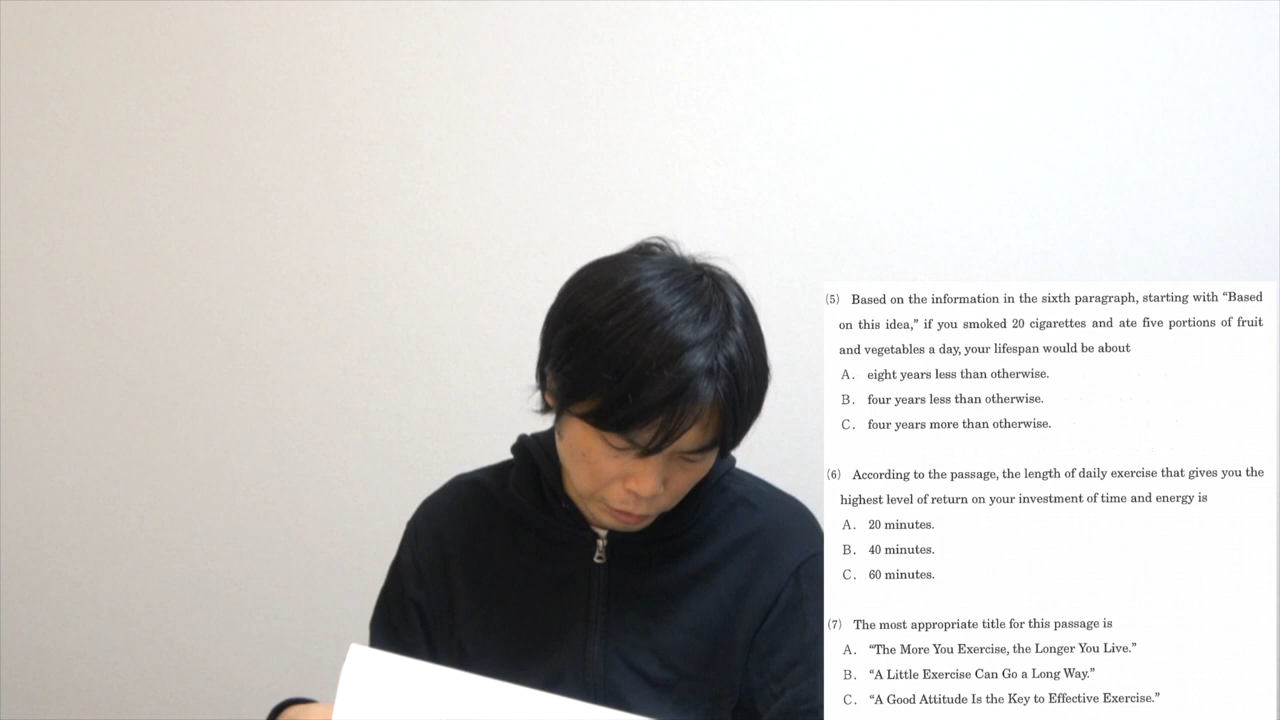 (5) Based on the information in the sixth paragraph, starting with “Based
on this idea,” if you smoked 20 cigarettes and ate five portions of fruit
and vegetables a day, your lifespan would be about
A. eight years less than otherwise.
B. four years less than otherwise.
C. four years more than otherwise.
(6) According to the passage, the length of daily exercise that gives you the
highest level of return on your investment of time and energy is
A. 20 minutes.
B. 40 minutes.
C. 60 minutes.
(7) The most appropriate title for this passage is
A. “The More You Exercise, the Longer You Live.”
B. “A Little Exercise Can Go a Long Way.”
C. “A Good Attitude Is the Key to Effective Exercise.”